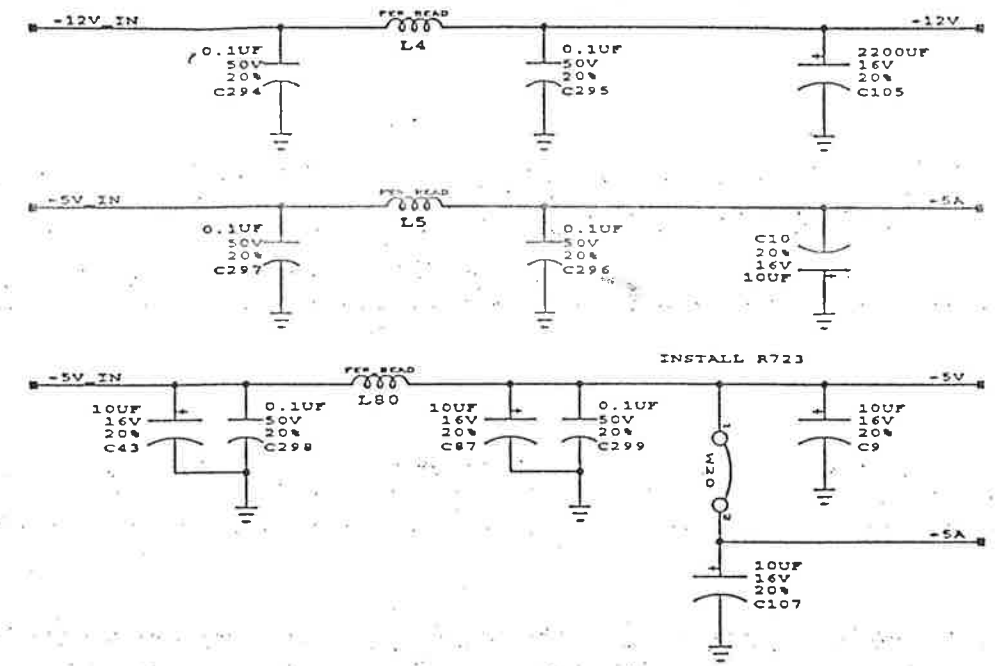 +12V_IN
FER_BEAD
L4
+12V
0.1UF
50V
20%
C294
0.1UF
50V
20%
C295
2200UF
16V
20%
C105
-5V_IN
FER_BEAD
L5
-5A
0.1UF
50V
20%
C297
0.1UF
50V
20%
C296
C10
20%
16V
10UF
INSTALL R723
+5V_IN
FER_BEAD
L80
+5V
10UF
16V
20%
C43
0.1UF
50V
20%
C298
10UF
16V
20%
C87
0.1UF
50V
20%
C299
1
W20
2
10UF
16V
20%
C9
+5A
10UF
16V
20%
C107